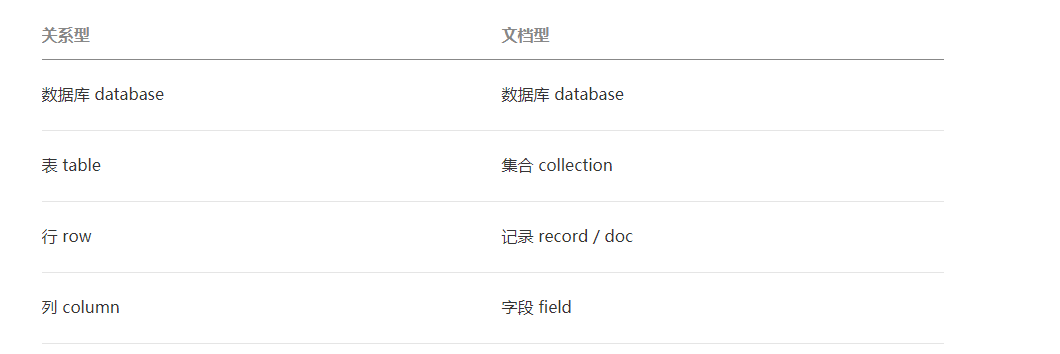 关系型 文档型
数据库 database 数据库 database
表 table 集合 collection
行 row 记录 record / doc
列 column 字段 field